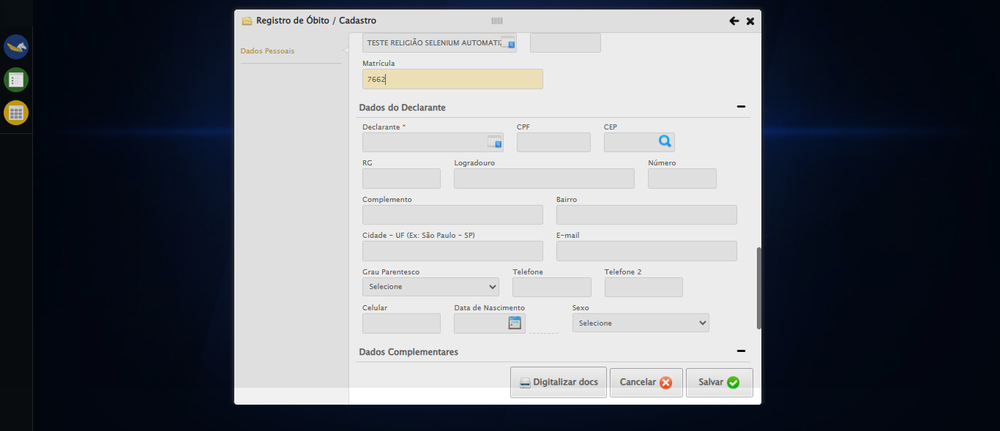 Registro de Óbito / Cadastro
Dados Pessoais
TESTE RELIGIÃO SELENIUM
Matrícula
7662
Dados do Declarante
Declarante * CPF CEP
RG Logradouro Número
Complemento Bairro
Cidade - UF (Ex: São Paulo - SP) E-mail
Grau Parentesco Telefone Telefone 2
Selecione
Celular Data de Nascimento Sexo
Selecione
Dados Complementares
Digitalizar docs Cancelar Salvar